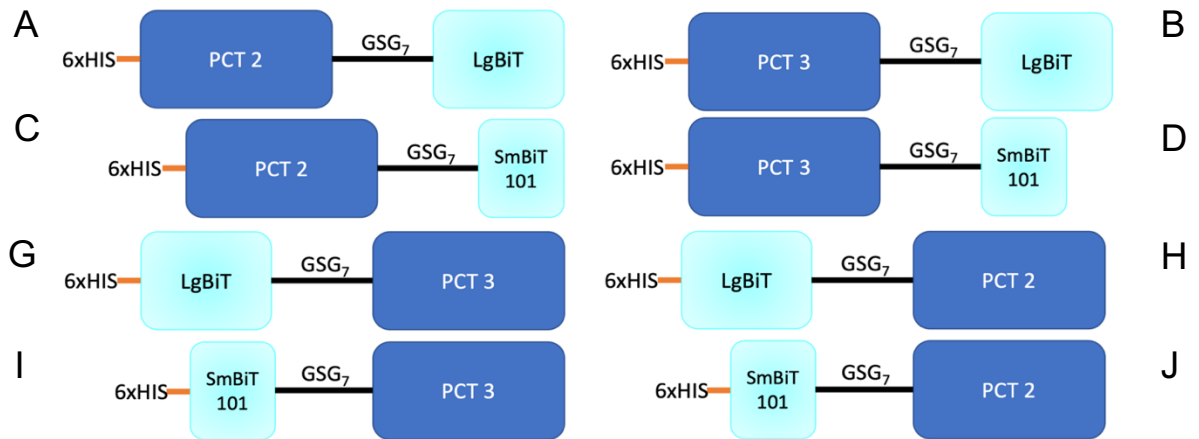 A
6xHIS PCT 2 GSG₇ LgBiT
6xHIS PCT 3 GSG₇ LgBiT
B
C
6xHIS PCT 2 GSG₇ SmBiT
101
6xHIS PCT 3 GSG₇ SmBiT
101
D
G
6xHIS LgBiT GSG₇ PCT 3
6xHIS LgBiT GSG₇ PCT 2
H
I
6xHIS SmBiT
101 GSG₇ PCT 3
6xHIS SmBiT
101 GSG₇ PCT 2
J